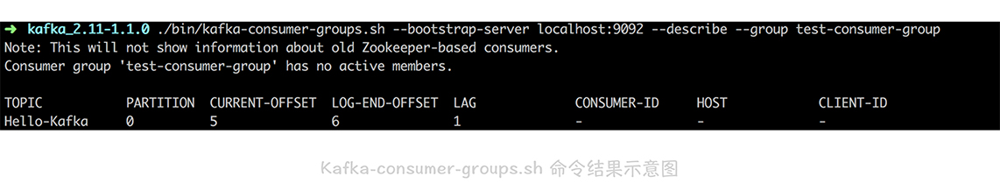 ➜ kafka_2.11-1.1.0 ./bin/kafka-consumer-groups.sh --bootstrap-server localhost:9092 --describe --group test-consumer-group
Note: This will not show information about old Zookeeper-based consumers.
Consumer group 'test-consumer-group' has no active members.
TOPIC PARTITION CURRENT-OFFSET LOG-END-OFFSET LAG CONSUMER-ID HOST CLIENT-ID
Hello-Kafka 0 5 6 1 - - -
Kafka-consumer-groups.sh 命令结果示意图